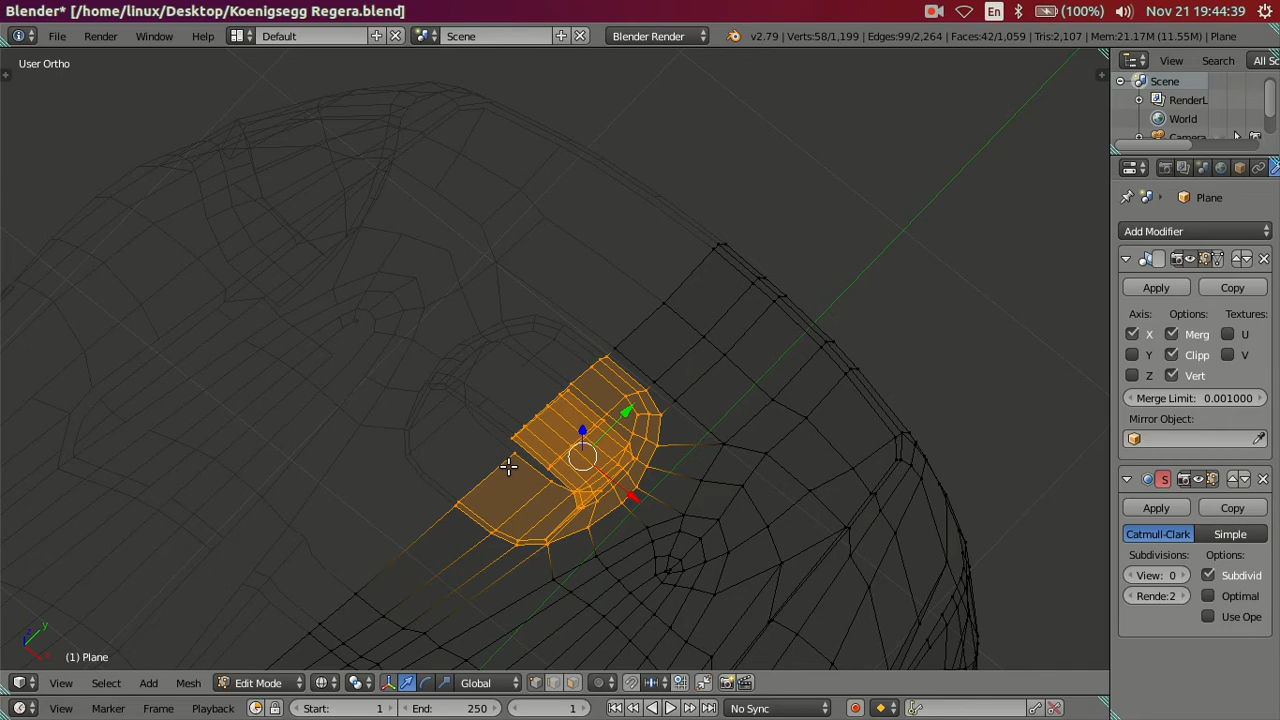 Blender* [/home/linux/Desktop/Koenigsegg Regera.blend]
En
(100%)
Nov 21 19:44:39
File
Render
Window
Help
Default
Scene
Blender Render
v2.79 | Verts:58/1,199 | Edges:99/2,264 | Faces:42/1,059 | Tris:2,107 | Mem:21.17M (11.55M) | Plane
User Ortho
View
Search
All Sc
Scene
RenderL
World
Camera
Plane
Add Modifier
Apply
Copy
Axis:
Options:
Textures:
X
Merg
U
Y
Clipp
V
Z
Vert
Merge Limit: 0.001000
Mirror Object:
S
Apply
Copy
Catmull-Clark
Simple
Subdivisions:
Options:
View: 0
Subdivid
Rende:2
Optimal
Use Ope
z
y
x
(1) Plane
View
Select
Add
Mesh
Edit Mode
Global
View
Marker
Frame
Playback
Start:
1
End:
250
1
No Sync